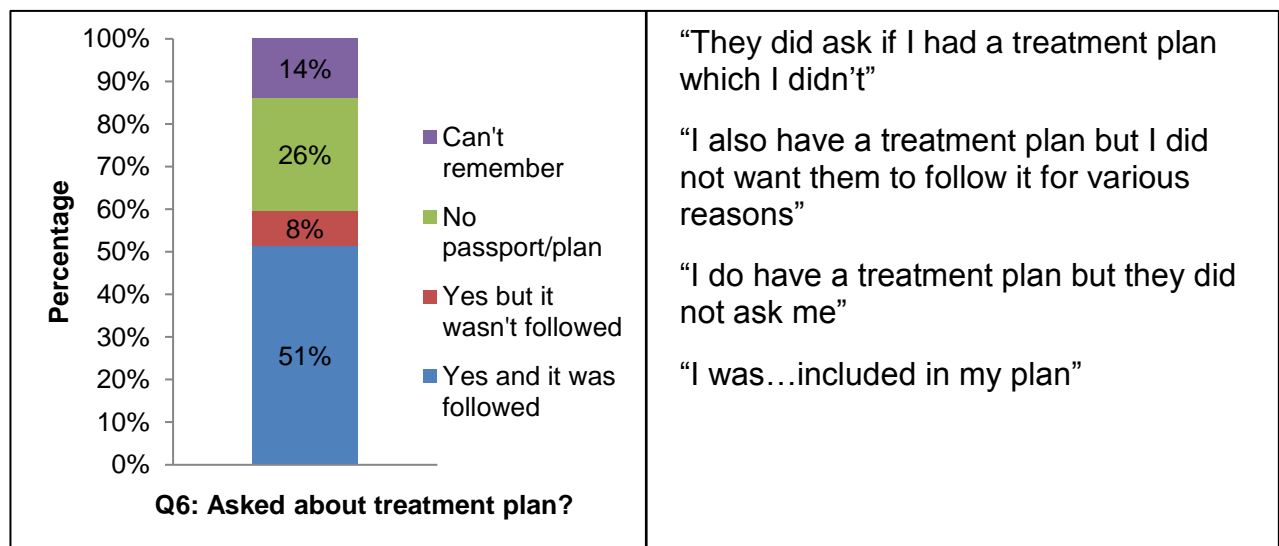 100%
90%
80%
70%
60%
50%
40%
30%
20%
10%
0%
Percentage
14%
26%
8%
51%
Can't
remember
No
passport/plan
Yes but it
wasn't followed
Yes and it was
followed
Q6: Asked about treatment plan?
“They did ask if I had a treatment plan
which I didn’t”
“I also have a treatment plan but I did
not want them to follow it for various
reasons”
“I do have a treatment plan but they did
not ask me”
“I was…included in my plan”